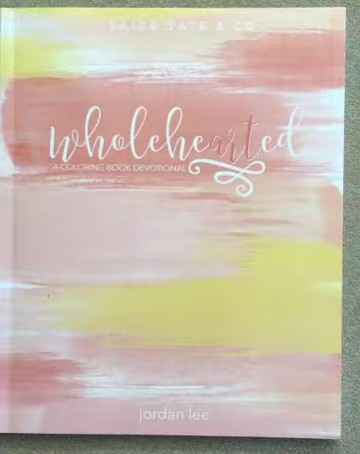 PAIGE TATE & CO.
wholehearted
A COLORING BOOK DEVOTIONAL
jordan lee